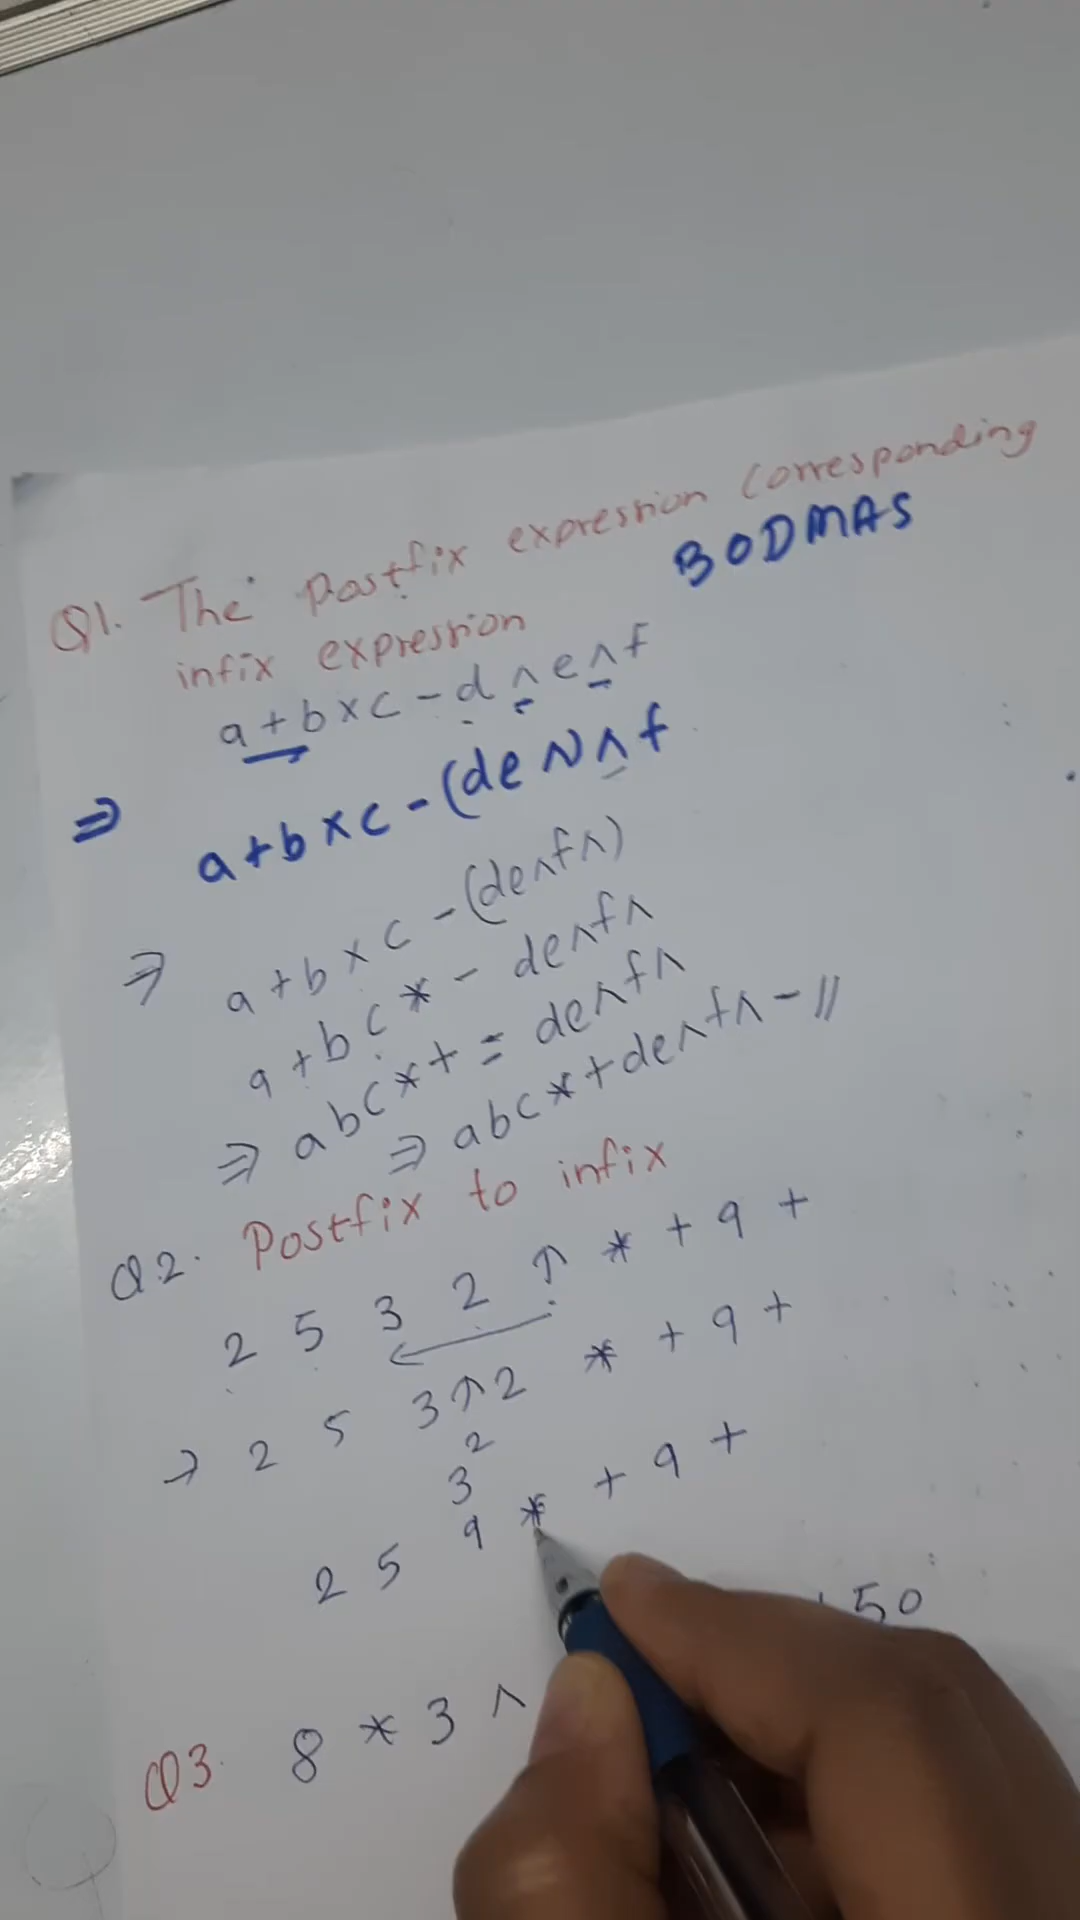 Q1. The Postfix expression corresponding
BODMAS
infix expression
a+b×c-d^e^f
⇒ a+b×c-(de^)^f
⇒ a+b×c-(de^f^)
a+bc*-de^f^
⇒ abc*+-de^f^
⇒ abc*+de^f^-//
Q2. Postfix to infix
2 5 3 2 ↑ * + 9 +
→ 2 5 3↑2 * + 9 +
3²
2 5 9 * + 9 +
50
Q3. 8 * 3 ^